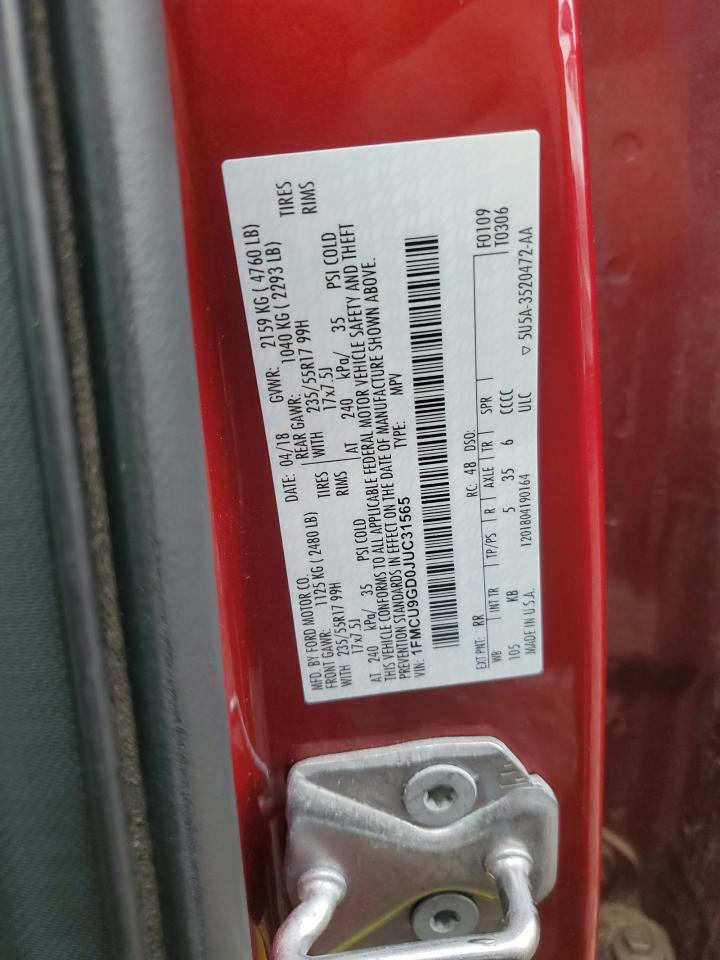 MFD. BY FORD MOTOR CO. DATE: 04/18 GVWR: 2159 KG ( 4760 LB)
FRONT GAWR: 1125 KG ( 2480 LB) REAR GAWR: 1040 KG ( 2293 LB)
WITH 235/55R17 99H TIRES WITH 235/55R17 99H TIRES
17x7.5J RIMS 17x7.5J RIMS
AT 240 kPa/ 35 PSI COLD AT 240 kPa/ 35 PSI COLD
THIS VEHICLE CONFORMS TO ALL APPLICABLE FEDERAL MOTOR VEHICLE SAFETY AND THEFT
PREVENTION STANDARDS IN EFFECT ON THE DATE OF MANUFACTURE SHOWN ABOVE.
VIN: 1FMCU9GD0JUC31565 TYPE: MPV
EXT PNT: RR RC: 48 DSO: F0109
WB INT TR TP/PS R AXLE TR SPR T0306
105 KB 5 35 6 CCCC
MADE IN U.S.A. 1201804190164 ULC ▽ 5U5A-3520472-AA